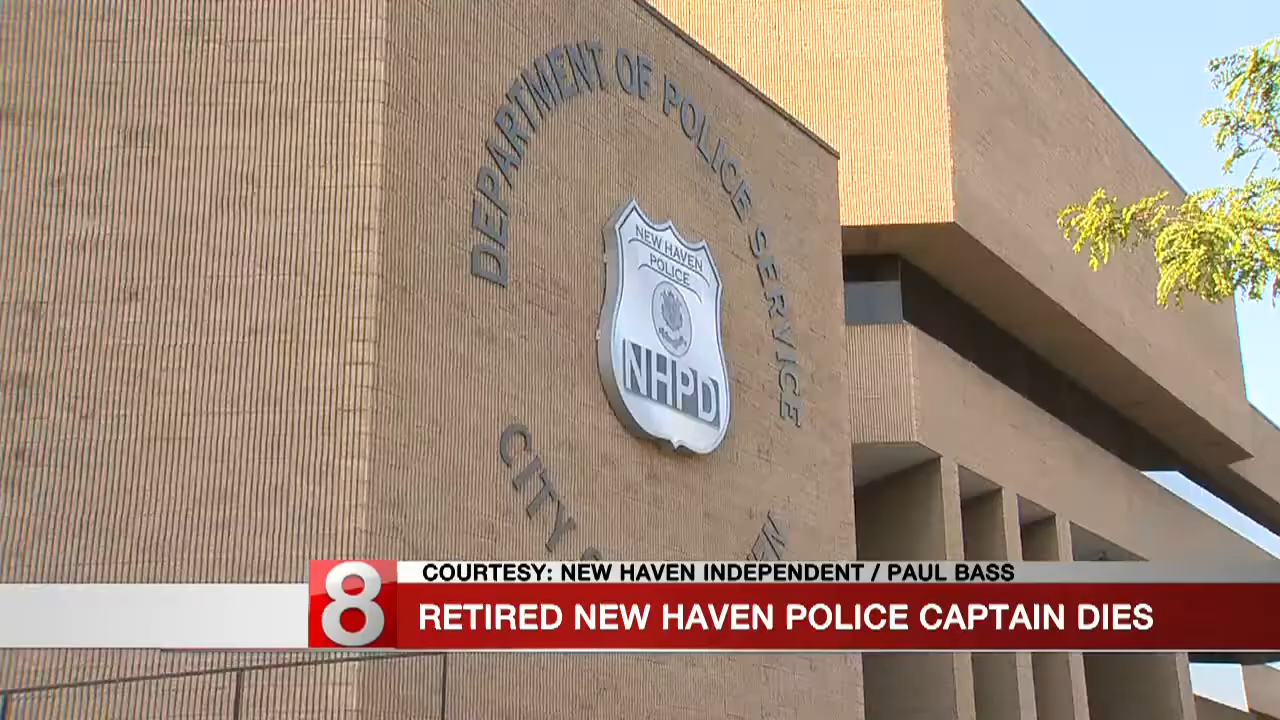 DEPARTMENT OF POLICE SERVICE
NEW HAVEN
POLICE
NHPD
CITY
8
COURTESY: NEW HAVEN INDEPENDENT / PAUL BASS
RETIRED NEW HAVEN POLICE CAPTAIN DIES